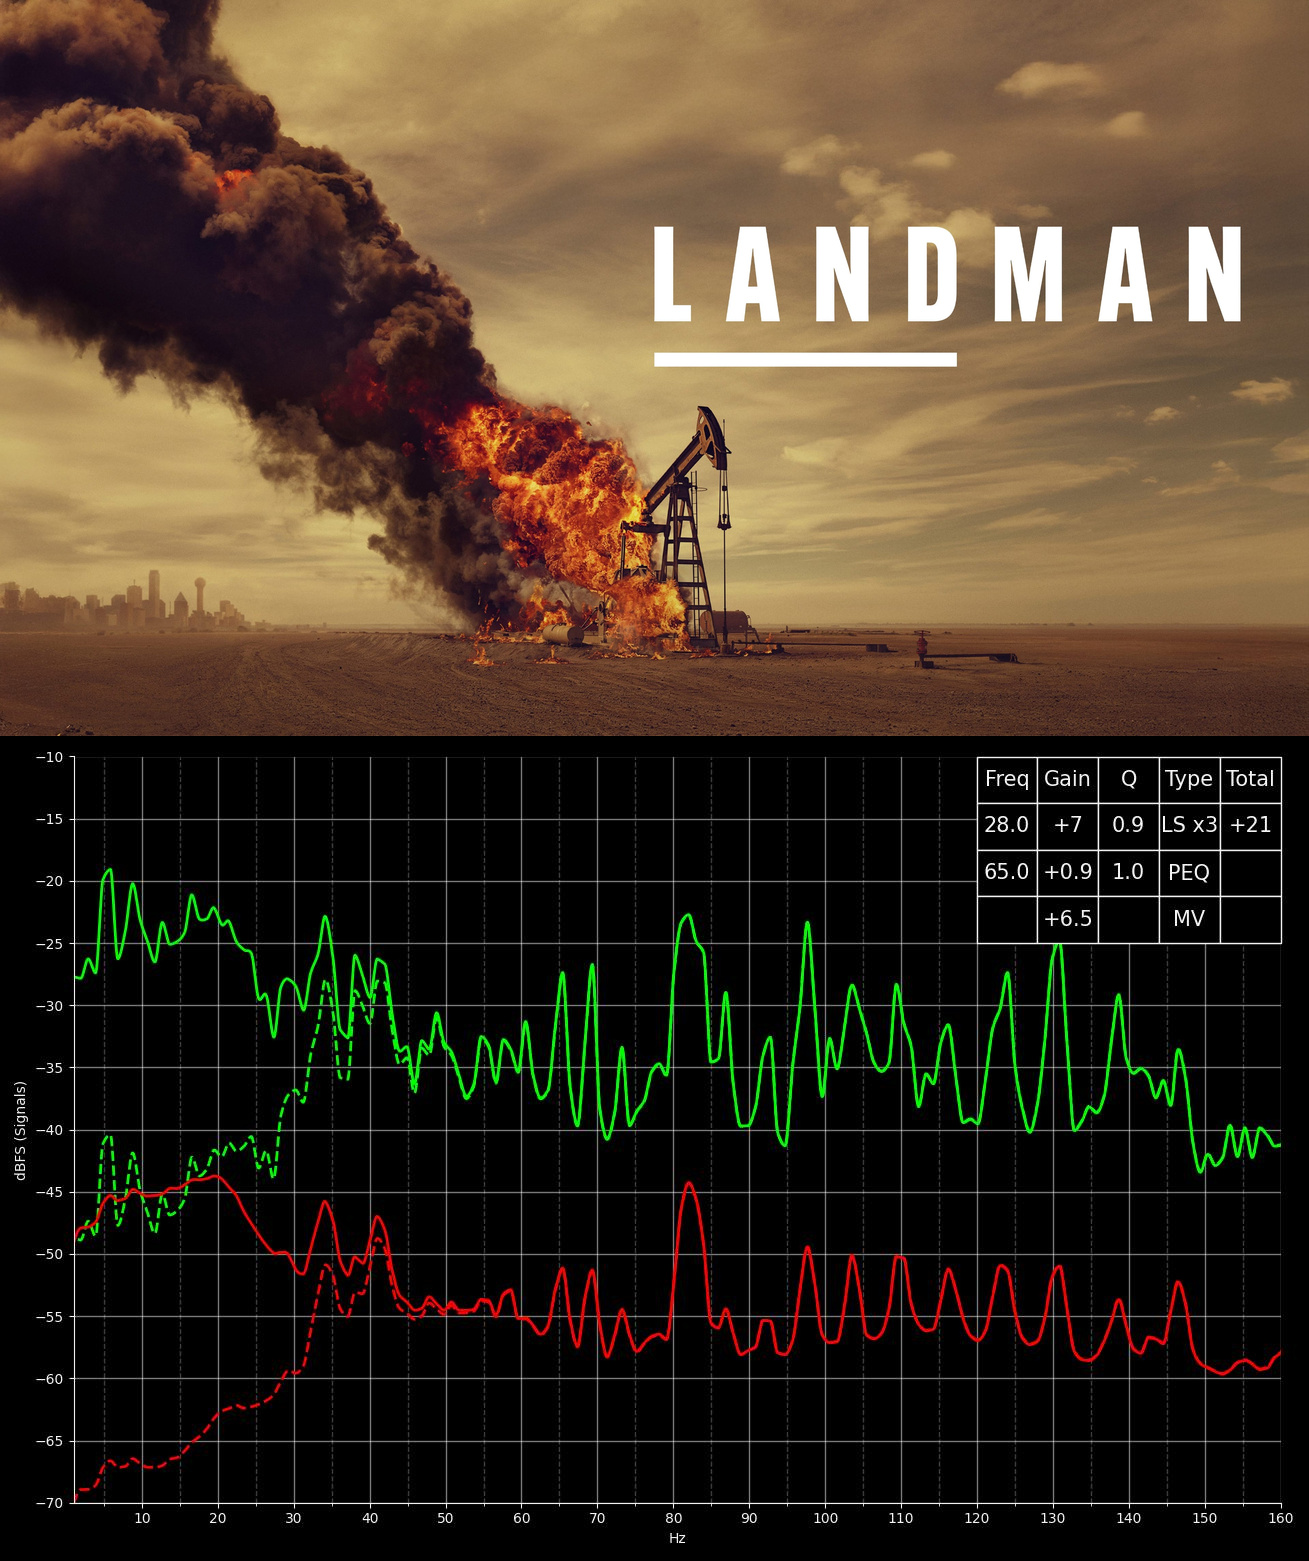 LANDMAN
Freq Gain Q Type Total
28.0 +7 0.9 LS x3 +21
65.0 +0.9 1.0 PEQ
+6.5 MV
−10
−15
−20
−25
−30
−35
−40
−45
−50
−55
−60
−65
−70
dBFS (Signals)
10 20 30 40 50 60 70 80 90 100 110 120 130 140 150 160
Hz